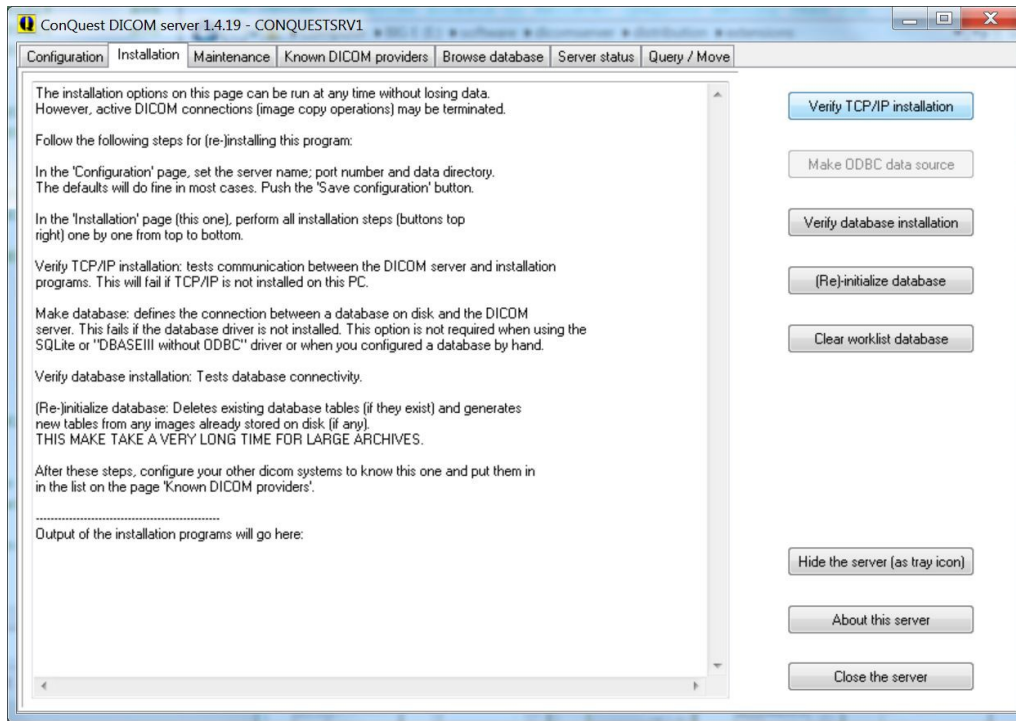 ConQuest DICOM server 1.4.19 - CONQUESTSRV1
Configuration Installation Maintenance Known DICOM providers Browse database Server status Query / Move
The installation options on this page can be run at any time without losing data.
However, active DICOM connections (image copy operations) may be terminated.
Follow the following steps for (re-)installing this program:
In the 'Configuration' page, set the server name; port number and data directory.
The defaults will do fine in most cases. Push the 'Save configuration' button.
In the 'Installation' page (this one), perform all installation steps (buttons top
right) one by one from top to bottom.
Verify TCP/IP installation: tests communication between the DICOM server and installation
programs. This will fail if TCP/IP is not installed on this PC.
Make database: defines the connection between a database on disk and the DICOM
server. This fails if the database driver is not installed. This option is not required when using the
SQLite or "DBASEIII without ODBC" driver or when you configured a database by hand.
Verify database installation: Tests database connectivity.
(Re-)initialize database: Deletes existing database tables (if they exist) and generates
new tables from any images already stored on disk (if any).
THIS MAKE TAKE A VERY LONG TIME FOR LARGE ARCHIVES.
After these steps, configure your other dicom systems to know this one and put them in
in the list on the page 'Known DICOM providers'.
--------------------------------------------------
Output of the installation programs will go here:
Verify TCP/IP installation
Make ODBC data source
Verify database installation
(Re)-initialize database
Clear worklist database
Hide the server (as tray icon)
About this server
Close the server